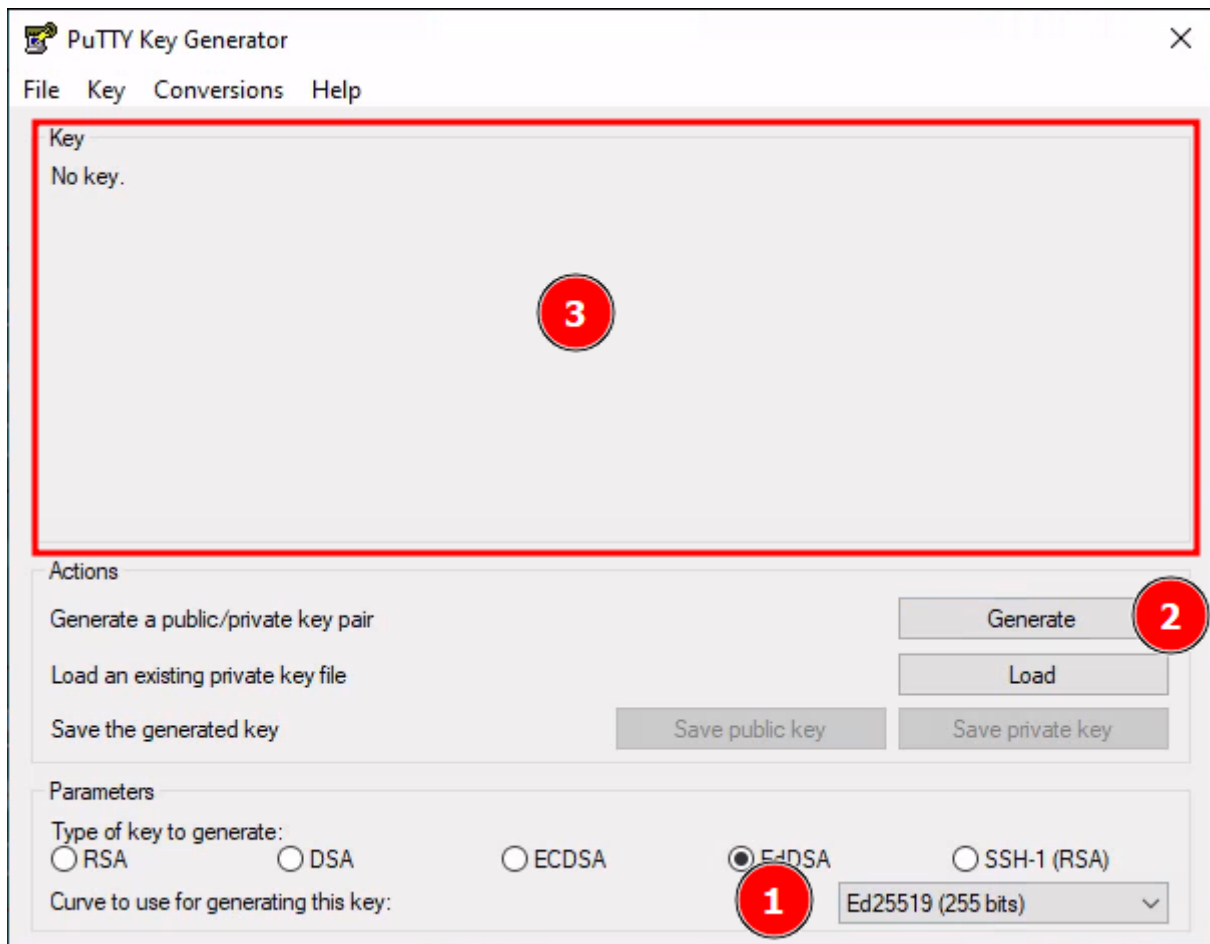 PuTTY Key Generator
File Key Conversions Help
Key
No key.
3
Actions
Generate a public/private key pair
Generate
2
Load an existing private key file
Load
Save the generated key
Save public key
Save private key
Parameters
Type of key to generate:
RSA DSA ECDSA EdDSA SSH-1 (RSA)
Curve to use for generating this key:
1
Ed25519 (255 bits)